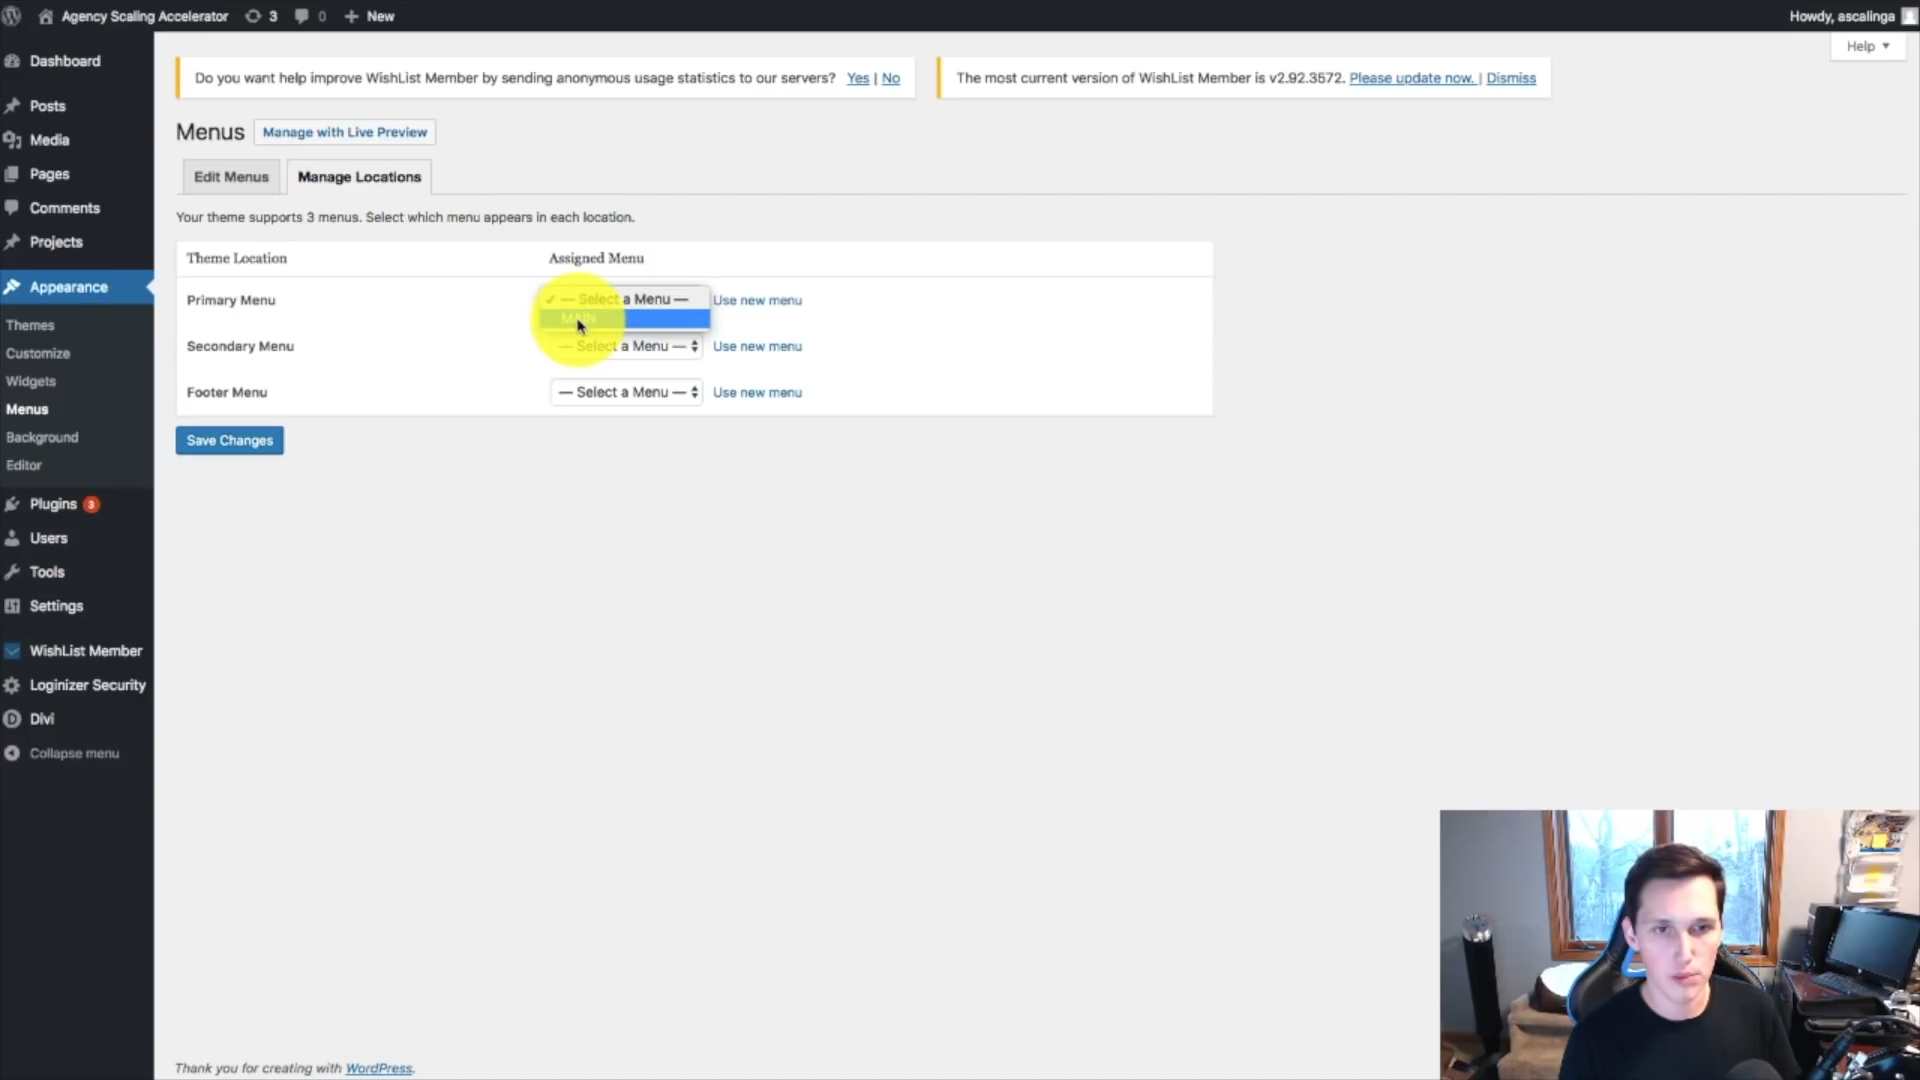 Agency Scaling Accelerator 3 0 New Howdy, ascalinga
Help
Dashboard
Posts
Media
Pages
Comments
Projects
Appearance
Themes
Customize
Widgets
Menus
Background
Editor
Plugins 3
Users
Tools
Settings
WishList Member
Loginizer Security
Divi
Collapse menu
Do you want help improve WishList Member by sending anonymous usage statistics to our servers? Yes | No
The most current version of WishList Member is v2.92.3572. Please update now. | Dismiss
Menus Manage with Live Preview
Edit Menus Manage Locations
Your theme supports 3 menus. Select which menu appears in each location.
Theme Location Assigned Menu
Primary Menu — Select a Menu — Use new menu
MAIN
Secondary Menu — Select a Menu — Use new menu
Footer Menu — Select a Menu — Use new menu
Save Changes
Thank you for creating with WordPress.